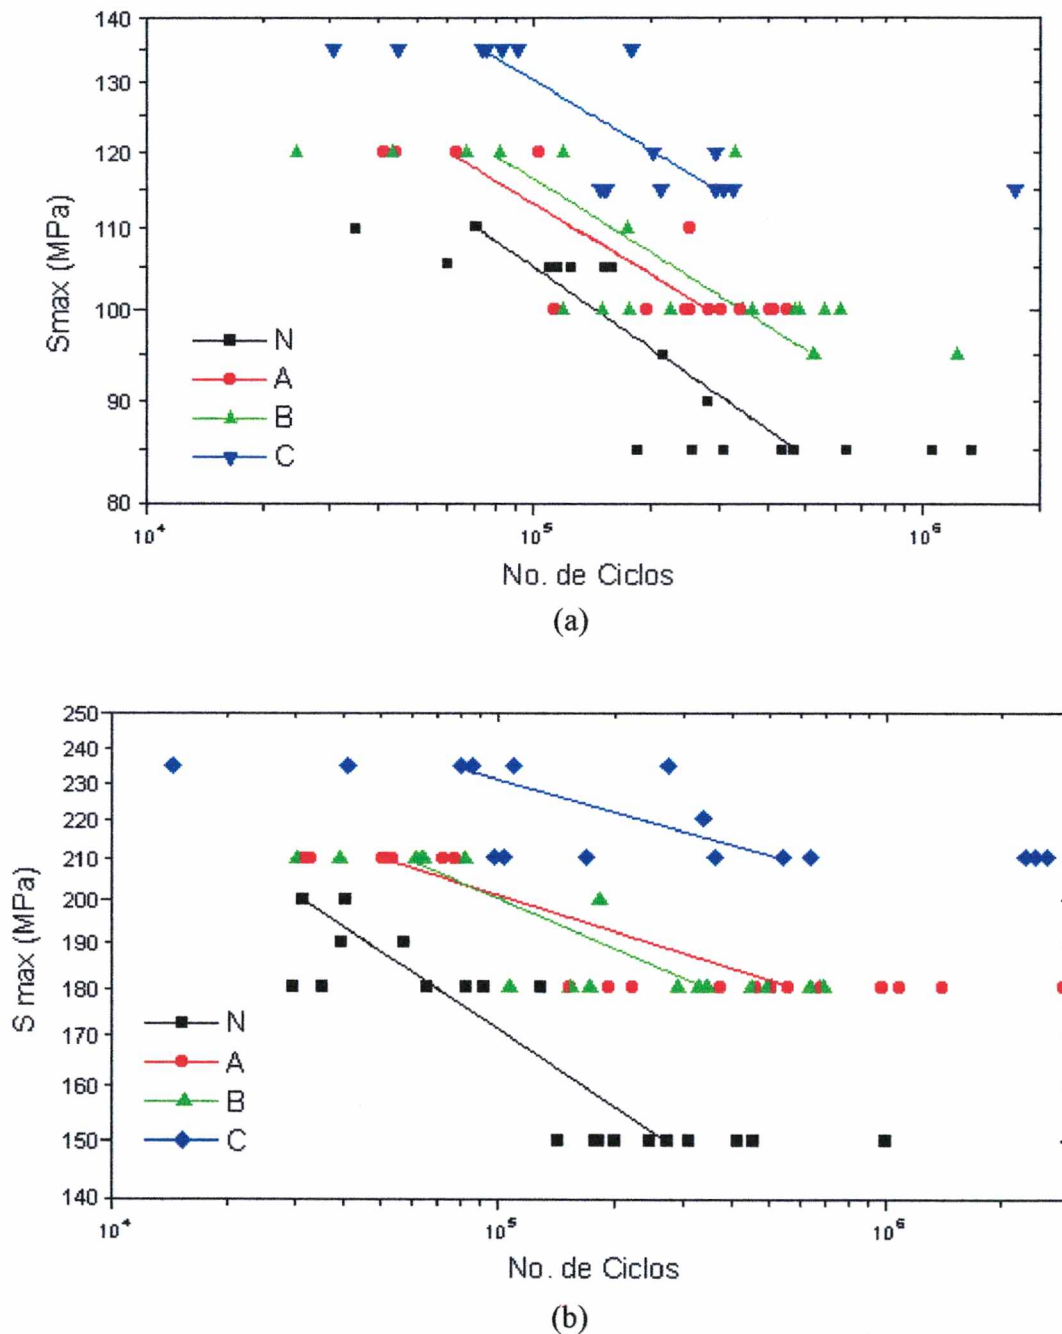 140
130
120
110
100
90
80
Smax (MPa)
N
A
B
C
10⁴
10⁵
10⁶
No. de Ciclos
(a)
250
240
230
220
210
200
190
180
170
160
150
140
S max (MPa)
N
A
B
C
10⁴
10⁵
10⁶
No. de Ciclos
(b)